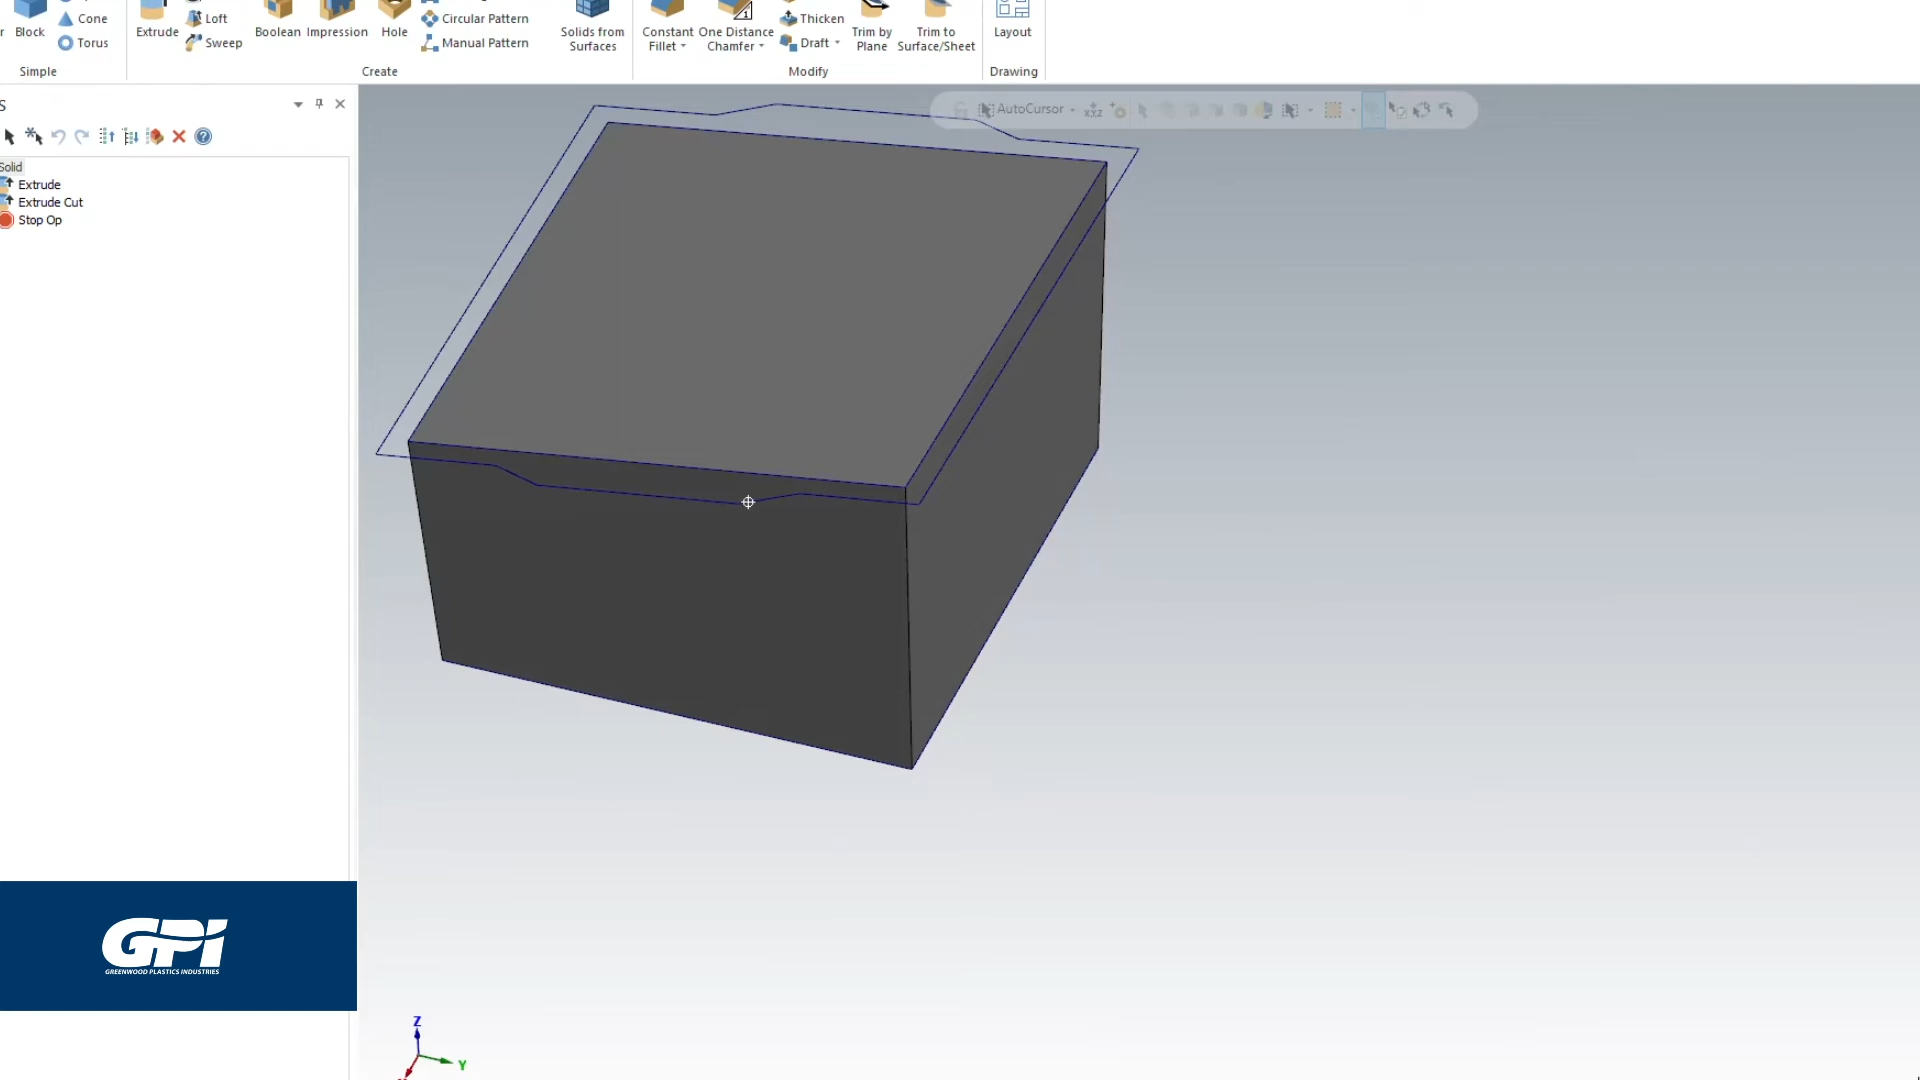 Block
Cone
Torus
Simple
Extrude
Loft
Sweep
Boolean
Impression
Hole
Circular Pattern
Manual Pattern
Create
Solids from
Surfaces
Constant
Fillet
One Distance
Chamfer
Thicken
Draft
Trim by
Plane
Trim to
Surface/Sheet
Modify
Layout
Drawing
AutoCursor
Solid
Extrude
Extrude Cut
Stop Op
GPI
GREENWOOD PLASTICS INDUSTRIES
Z
Y